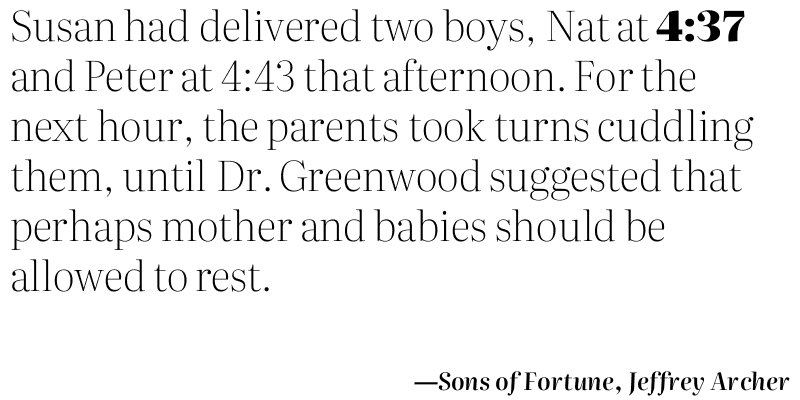 Susan had delivered two boys, Nat at 4:37
and Peter at 4:43 that afternoon. For the
next hour, the parents took turns cuddling
them, until Dr. Greenwood suggested that
perhaps mother and babies should be
allowed to rest.
—Sons of Fortune, Jeffrey Archer